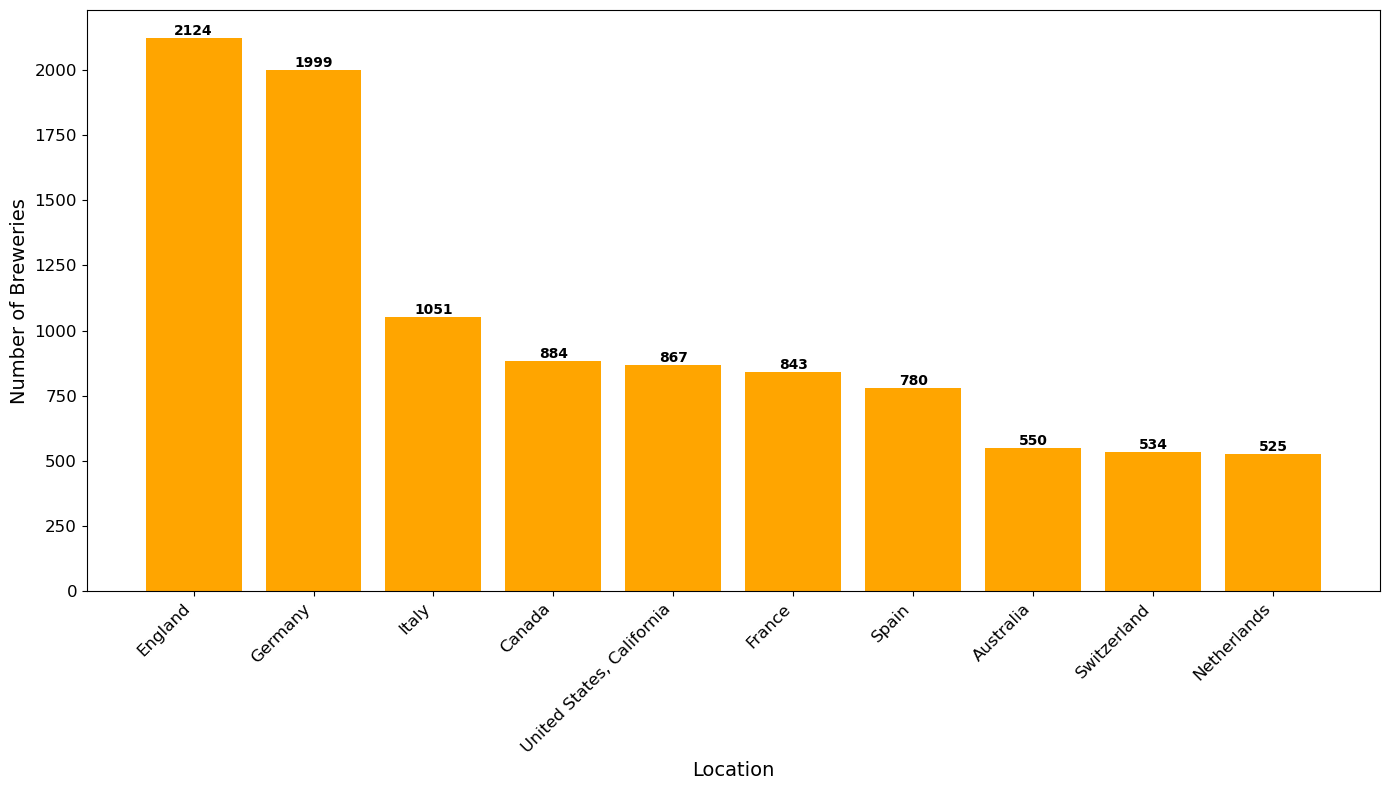 Number of Breweries
2000
1750
1500
1250
1000
750
500
250
0
2124
1999
1051
884
867
843
780
550
534
525
England
Germany
Italy
Canada
United States, California
France
Spain
Australia
Switzerland
Netherlands
Location